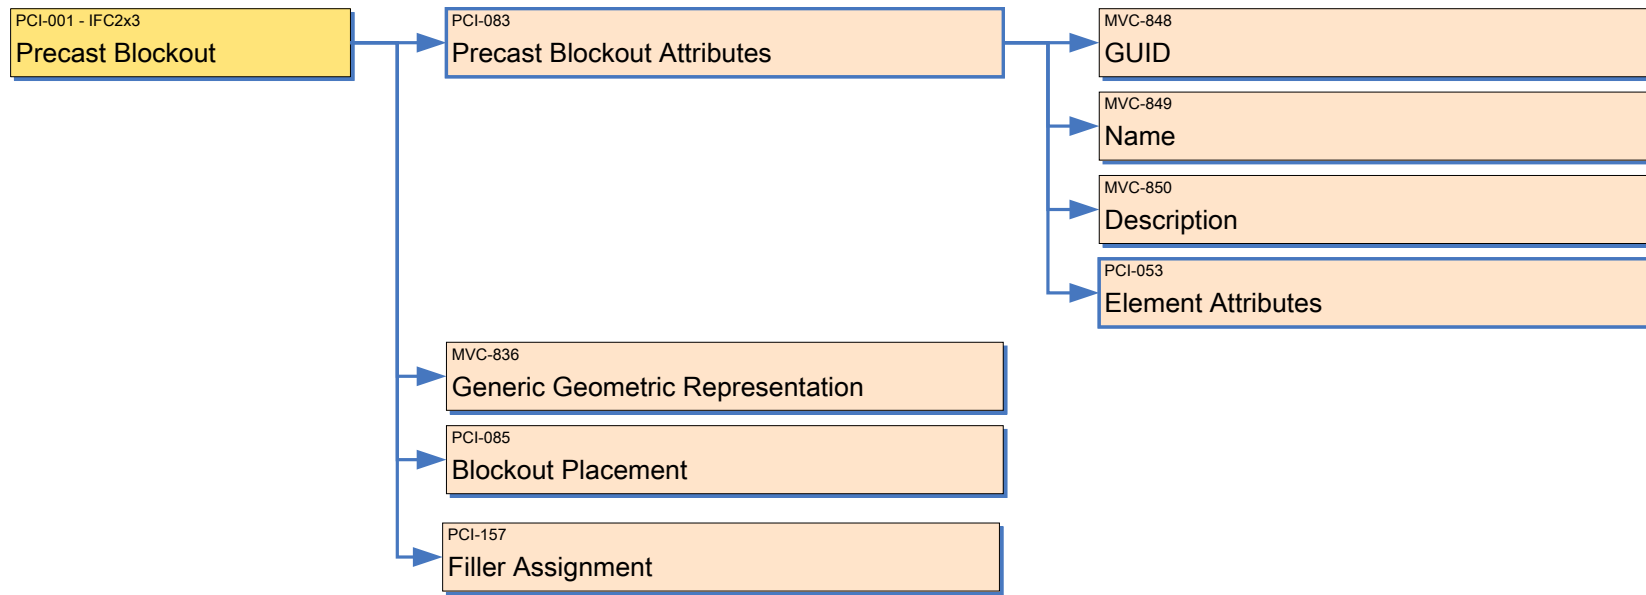 PCI-001 - IFC2x3
Precast Blockout
PCI-083
Precast Blockout Attributes
MVC-848
GUID
MVC-849
Name
MVC-850
Description
PCI-053
Element Attributes
MVC-836
Generic Geometric Representation
PCI-085
Blockout Placement
PCI-157
Filler Assignment